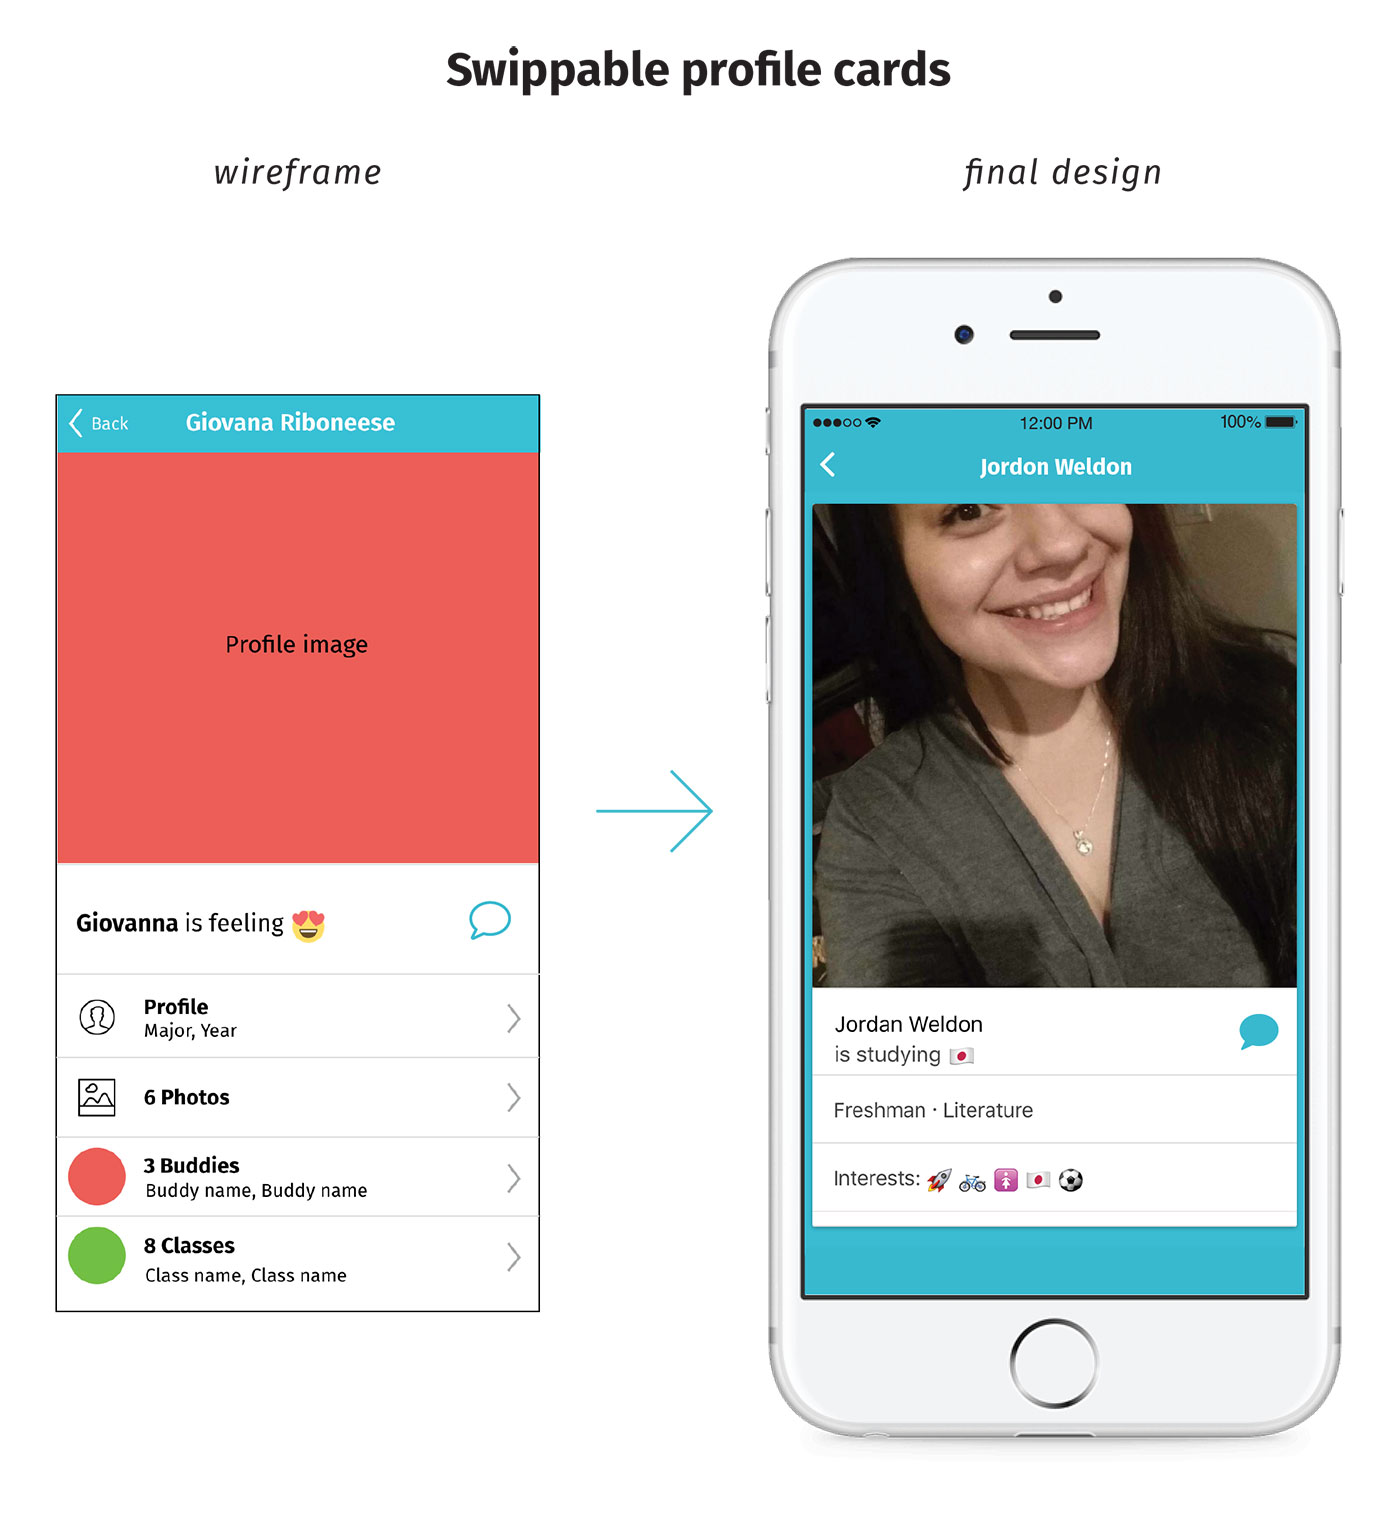 Swippable profile cards
wireframe
final design
Back
Giovana Riboneese
Profile image
Giovanna is feeling 😍
Profile
Major, Year
6 Photos
3 Buddies
Buddy name, Buddy name
8 Classes
Class name, Class name
12:00 PM
100%
Jordon Weldon
Jordan Weldon
is studying 🇯🇵
Freshman · Literature
Interests: 🚀 🚲 🚺 🇯🇵 ⚽